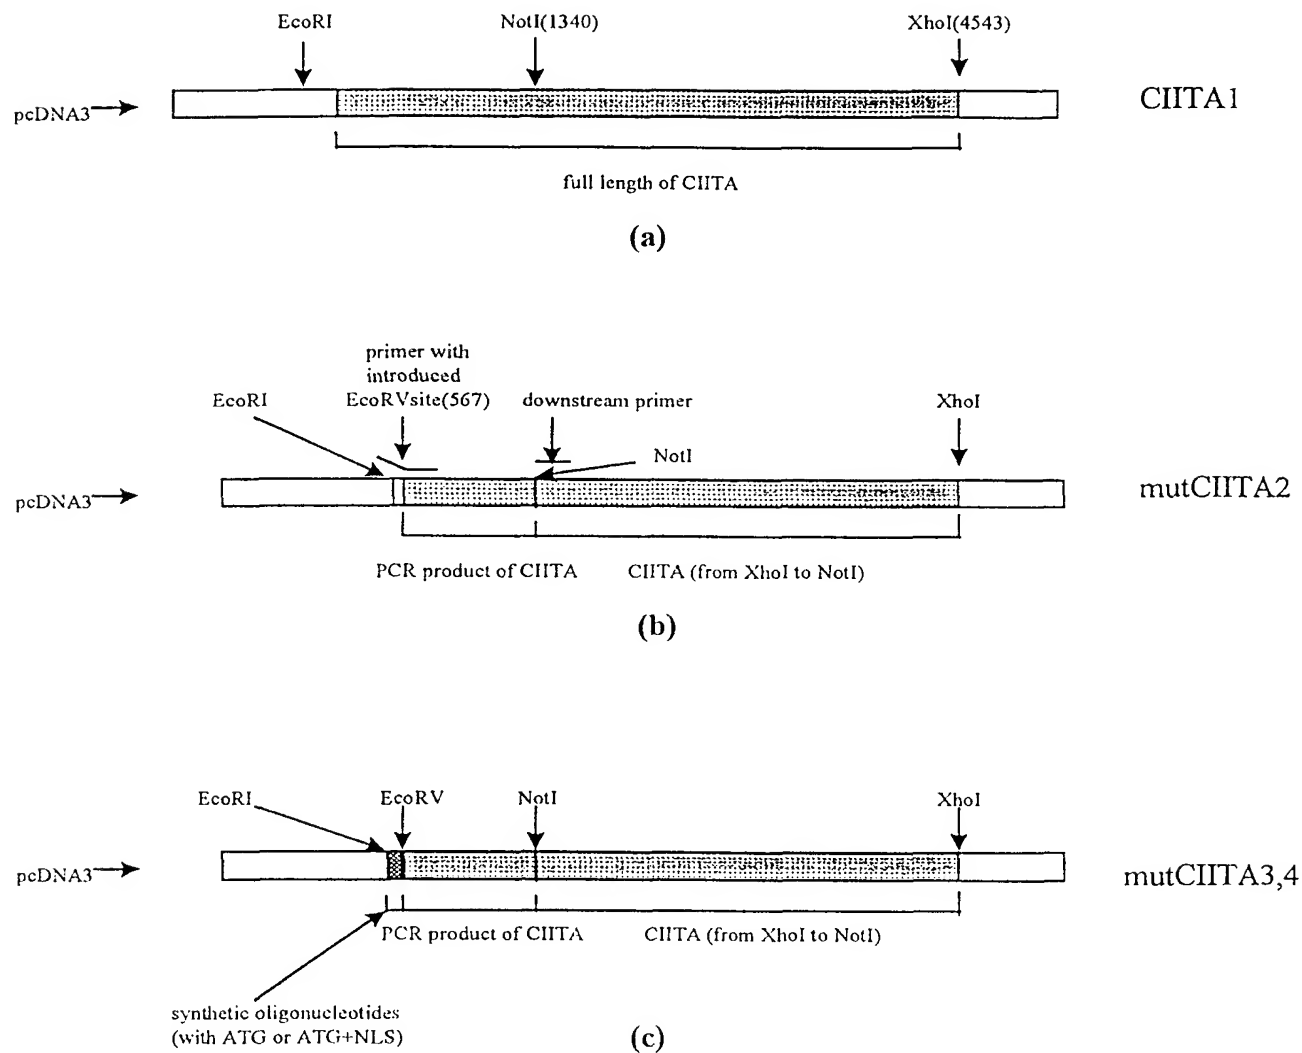 EcoRI NotI(1340) XhoI(4543)
pcDNA3 CIITA1
full length of CIITA
(a)
primer with
introduced
EcoRI EcoRVsite(567) downstream primer XhoI
NotI
pcDNA3 mutCIITA2
PCR product of CIITA CIITA (from XhoI to NotI)
(b)
EcoRI EcoRV NotI XhoI
pcDNA3 mutCIITA3,4
PCR product of CIITA CIITA (from XhoI to NotI)
synthetic oligonucleotides
(with ATG or ATG+NLS)
(c)